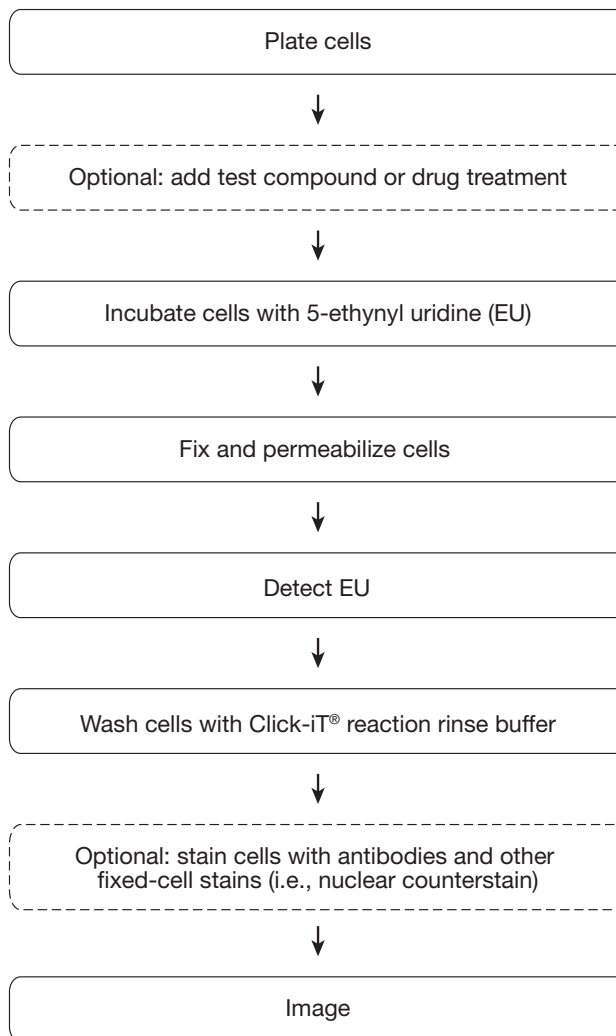 Plate cells
Optional: add test compound or drug treatment
Incubate cells with 5-ethynyl uridine (EU)
Fix and permeabilize cells
Detect EU
Wash cells with Click-iT® reaction rinse buffer
Optional: stain cells with antibodies and other
fixed-cell stains (i.e., nuclear counterstain)
Image